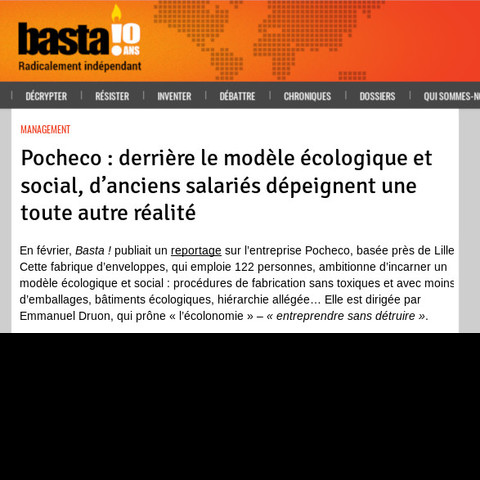 basta!
10
ANS
Radicalement indépendant
DÉCRYPTER
RÉSISTER
INVENTER
DÉBATTRE
CHRONIQUES
DOSSIERS
QUI SOMMES-N
MANAGEMENT
Pocheco : derrière le modèle écologique et
social, d’anciens salariés dépeignent une
toute autre réalité
En février, Basta ! publiait un reportage sur l’entreprise Pocheco, basée près de Lille
Cette fabrique d’enveloppes, qui emploie 122 personnes, ambitionne d’incarner un
modèle écologique et social : procédures de fabrication sans toxiques et avec moins
d’emballages, bâtiments écologiques, hiérarchie allégée… Elle est dirigée par
Emmanuel Druon, qui prône « l’écolonomie » – « entreprendre sans détruire ».